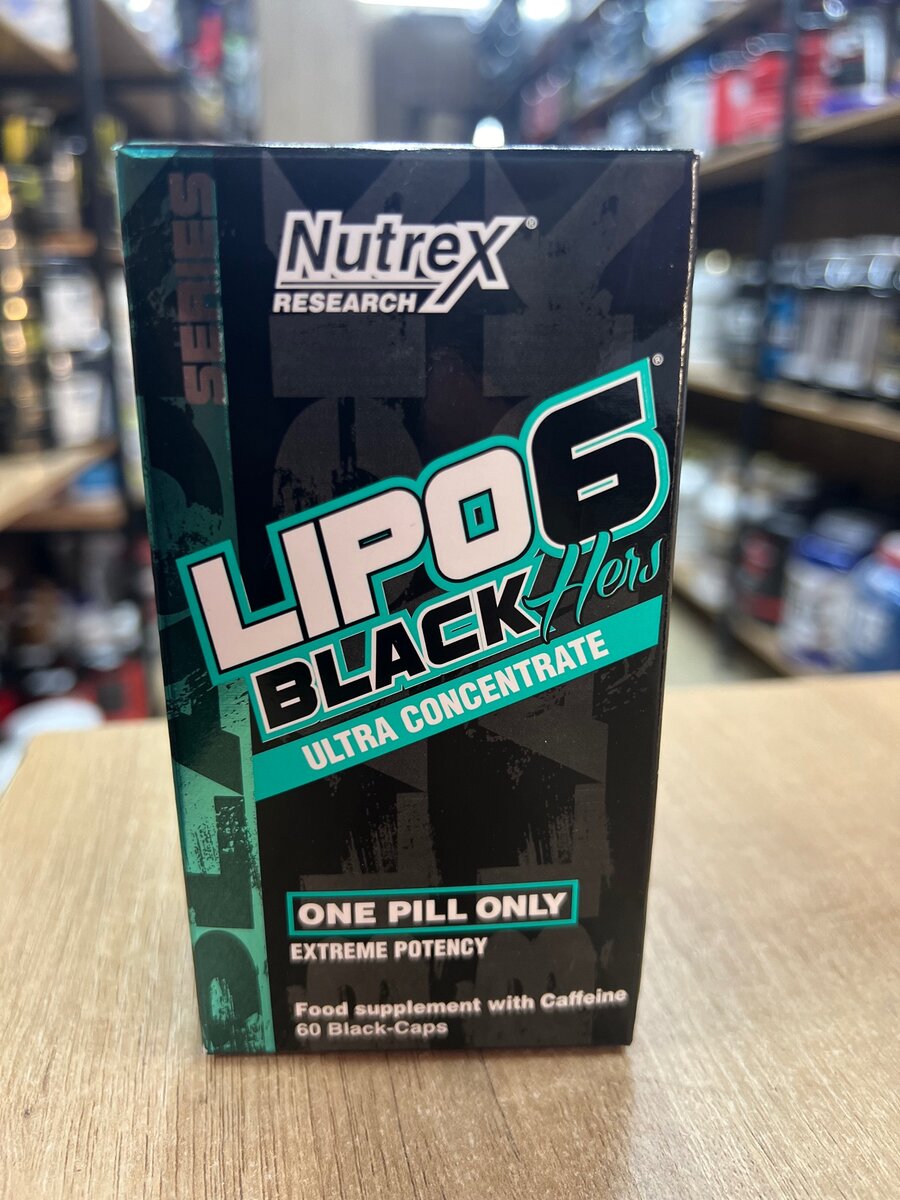 SERIES
Nutrex®
RESEARCH
LIPO6®
BLACK Hers
ULTRA CONCENTRATE
ONE PILL ONLY
EXTREME POTENCY
Food supplement with Caffeine
60 Black-Caps